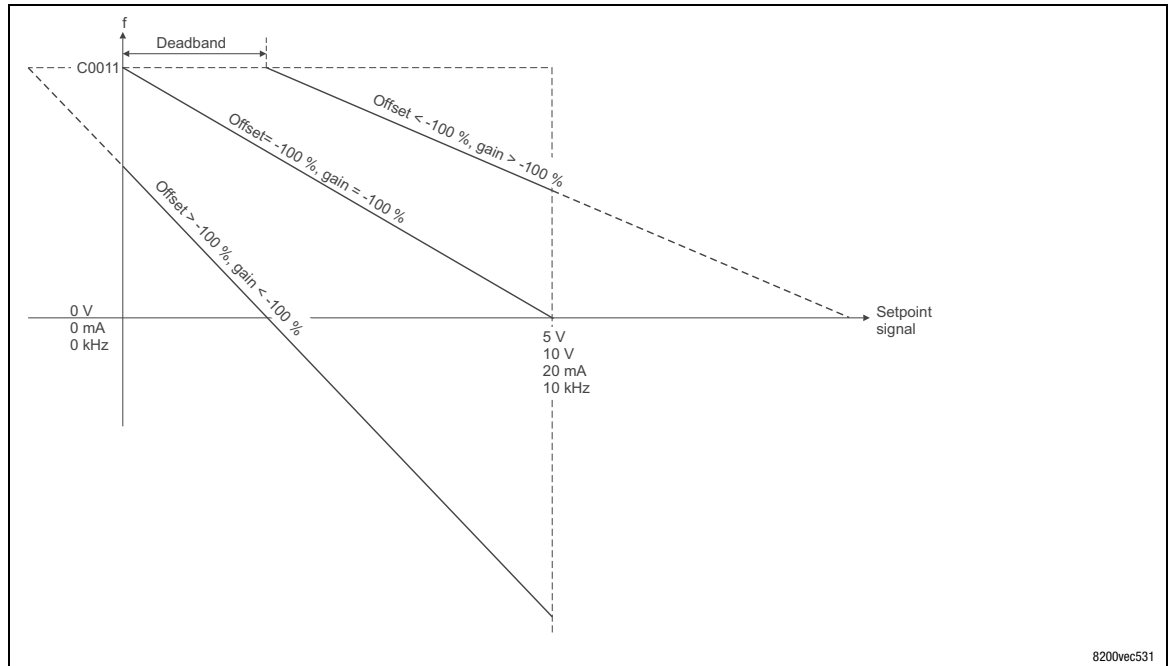 f
Deadband
C0011
Offset < -100 %, gain > -100 %
Offset= -100 %, gain = -100 %
Offset > -100 %, gain < -100 %
0 V
0 mA
0 kHz
Setpoint
signal
5 V
10 V
20 mA
10 kHz
8200vec531